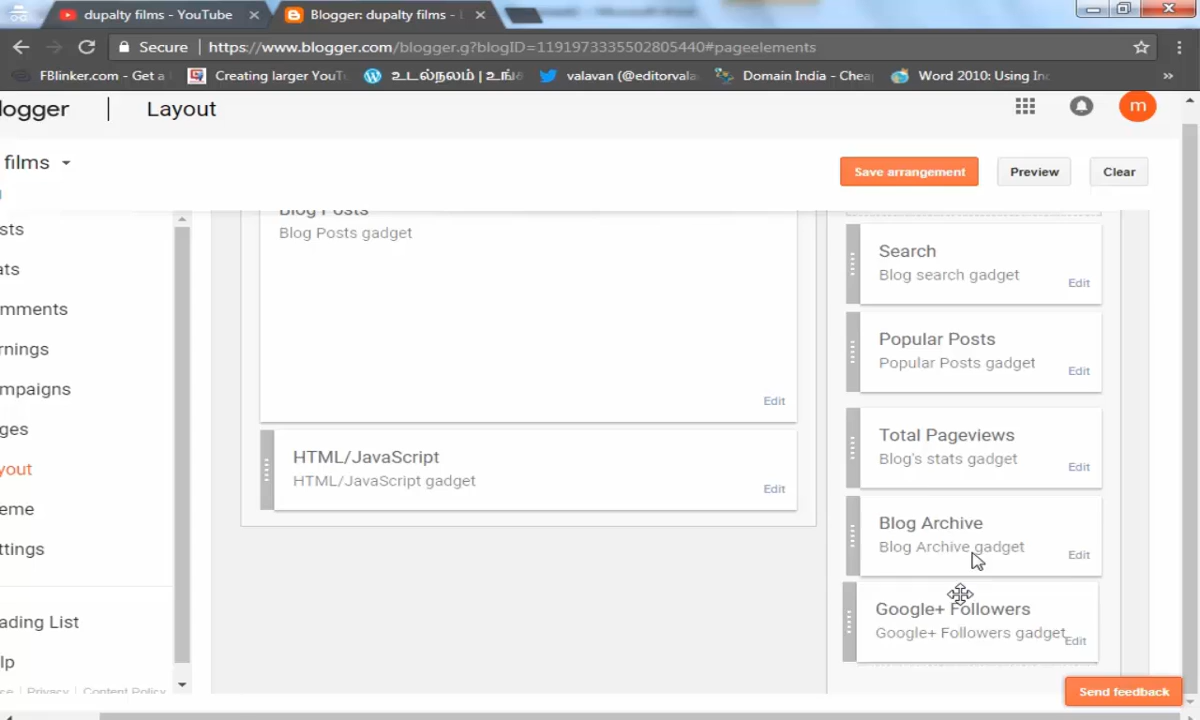 dupalty films - YouTube
Blogger: dupalty films -
Secure
https://www.blogger.com/blogger.g?blogID=1191973335502805440#pageelements
FBlinker.com - Get a
Creating larger YouT
உடல்நலம் | உங்
valavan (@editorvala
Domain India - Cheap
Word 2010: Using In
»
logger
Layout
m
films
Save arrangement
Preview
Clear
sts
ats
mments
rnings
mpaigns
ges
yout
eme
ttings
ading List
lp
Privacy
Content Policy
Blog Posts
Blog Posts gadget
Edit
HTML/JavaScript
HTML/JavaScript gadget
Edit
Search
Blog search gadget
Edit
Popular Posts
Popular Posts gadget
Edit
Total Pageviews
Blog's stats gadget
Edit
Blog Archive
Blog Archive gadget
Edit
Google+ Followers
Google+ Followers gadget
Edit
Send feedback